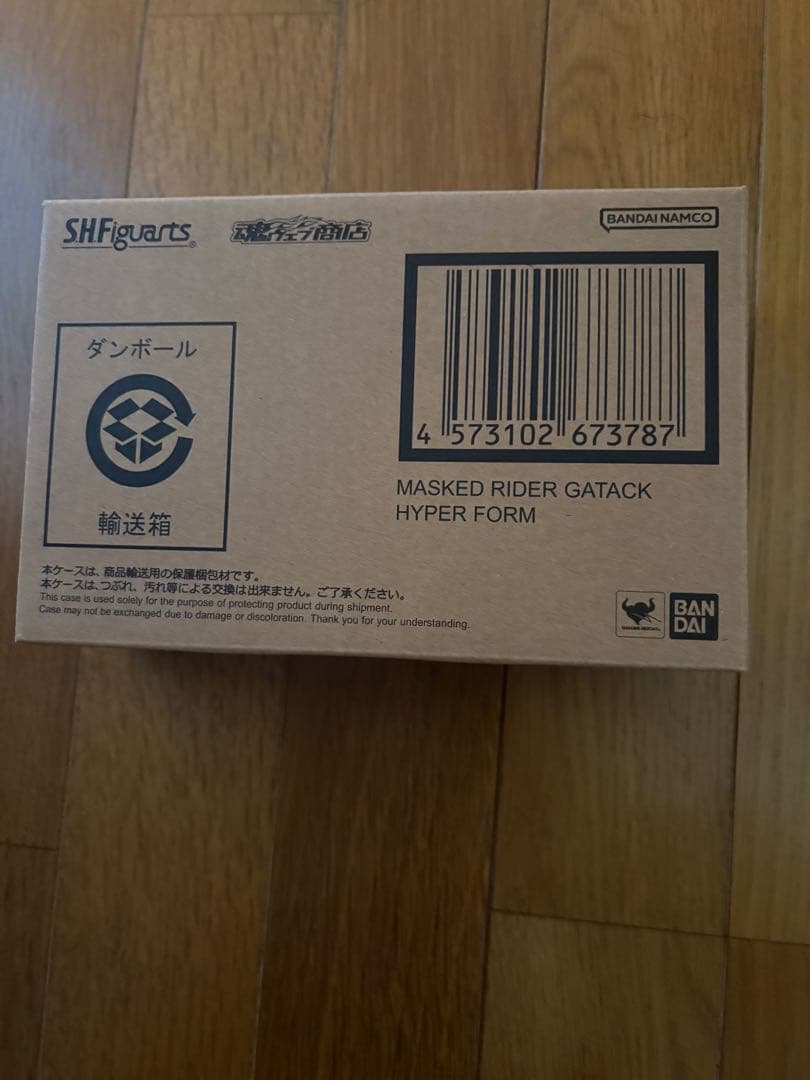 S.H.Figuarts®
魂ウェブ商店
BANDAI NAMCO
ダンボール
輸送箱
4 573102 673787
MASKED RIDER GATACK
HYPER FORM
本ケースは、商品輸送用の保護梱包材です。
本ケースは、つぶれ、汚れ等による交換は出来ません。ご了承ください。
This case is used solely for the purpose of protecting product during shipment.
Case may not be exchanged due to damage or discoloration. Thank you for your understanding.
BAN
DAI